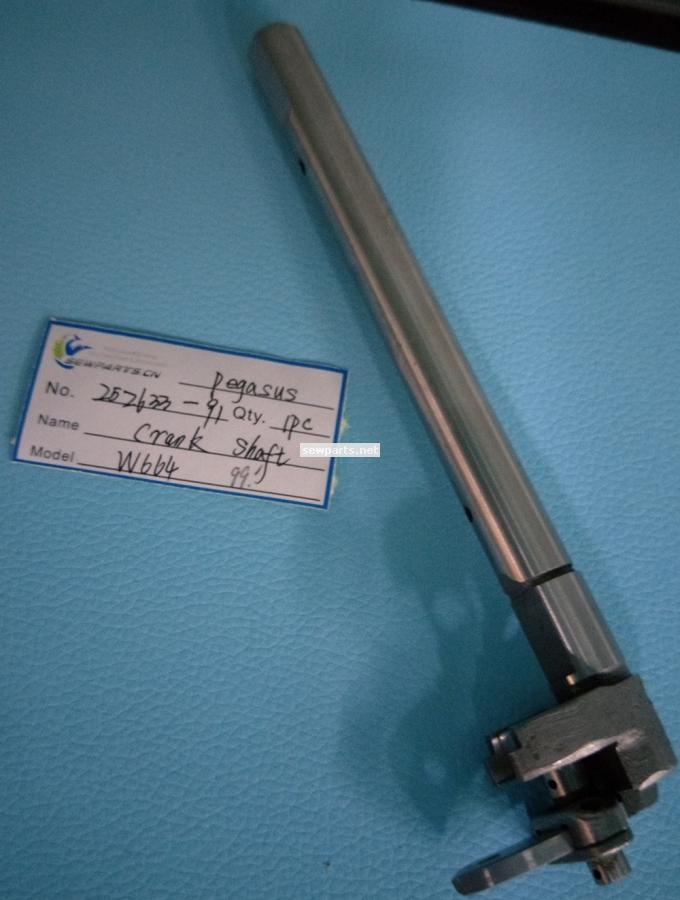 SEWPARTS.CN
Pegasus
No. 257633-91 Qty. 1pc
Name Crank Shaft
Model W664
sewparts.net